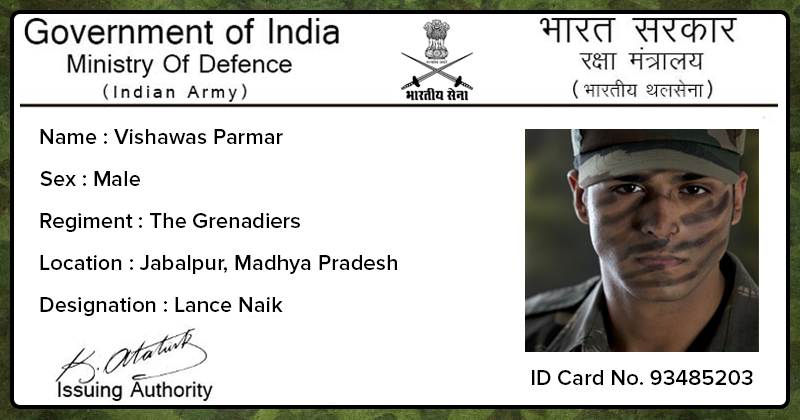 Government of India
Ministry Of Defence
(Indian Army)
भारतीय सेना
भारत सरकार
रक्षा मंत्रालय
(भारतीय थलसेना)
Name : Vishawas Parmar
Sex : Male
Regiment : The Grenadiers
Location : Jabalpur, Madhya Pradesh
Designation : Lance Naik
K. Ataturk
Issuing Authority
ID Card No. 93485203